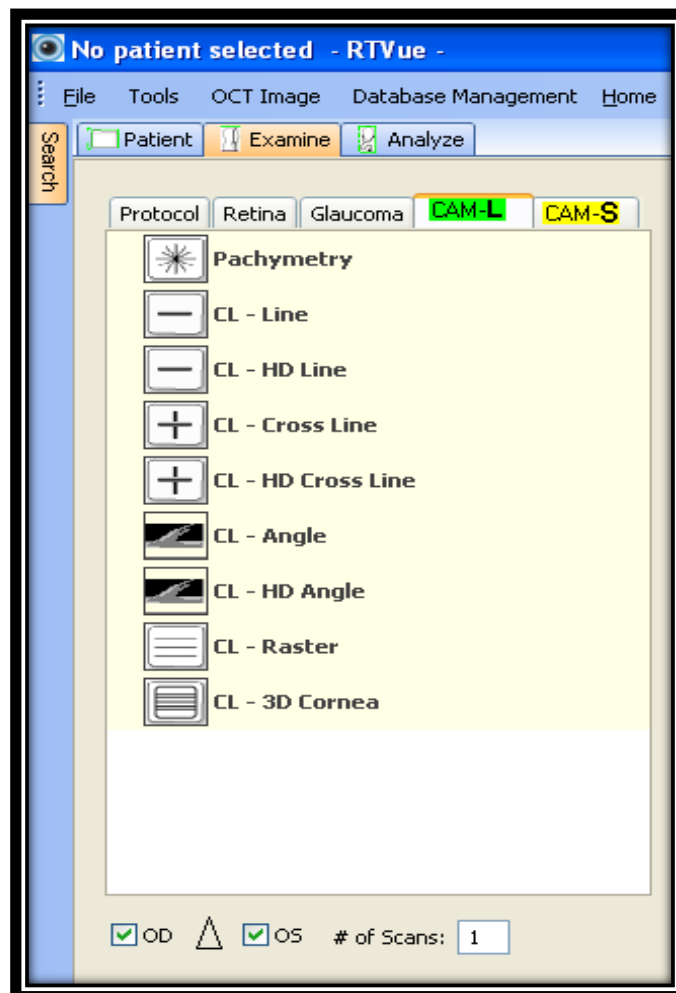 No patient selected - RTVue -
File Tools OCT Image Database Management Home
Search
Patient Examine Analyze
Protocol Retina Glaucoma CAM-L CAM-S
Pachymetry
CL - Line
CL - HD Line
CL - Cross Line
CL - HD Cross Line
CL - Angle
CL - HD Angle
CL - Raster
CL - 3D Cornea
OD OS # of Scans: 1